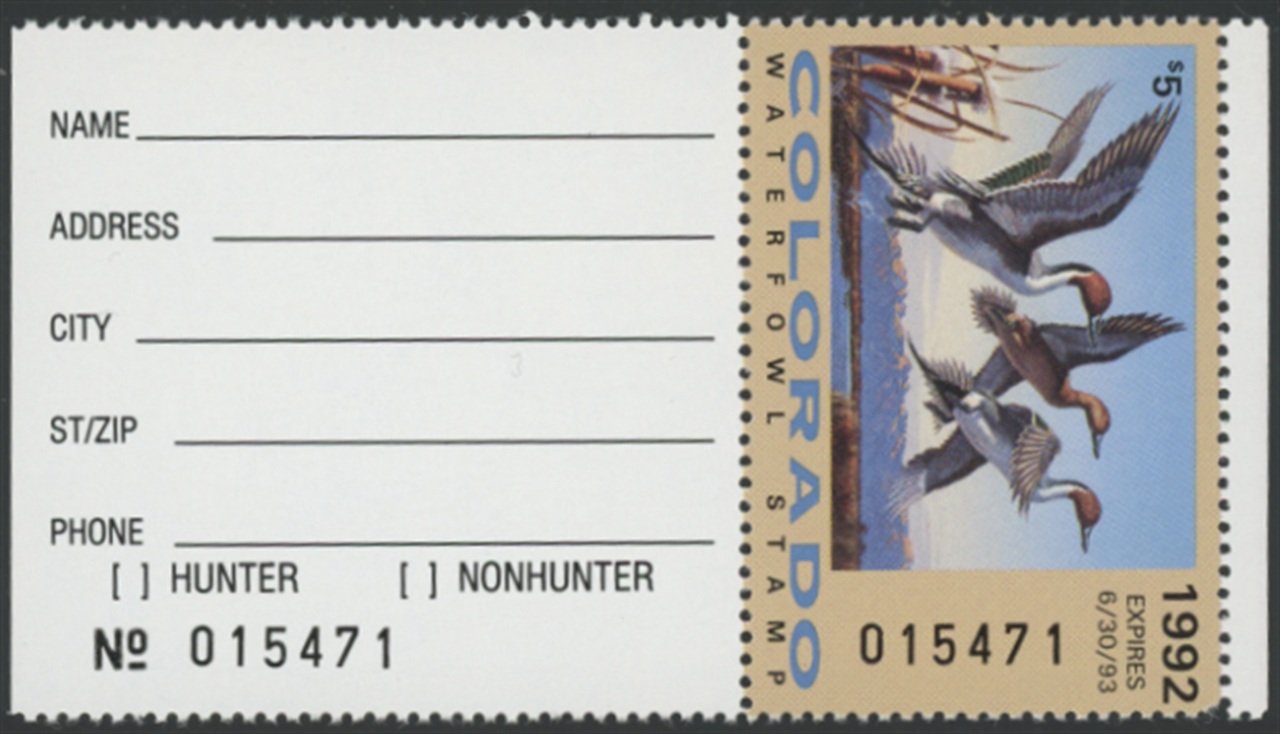 NAME
ADDRESS
CITY
ST/ZIP
PHONE
[ ] HUNTER [ ] NONHUNTER
Nº 015471
$5
COLORADO
WATERFOWL STAMP
1992
EXPIRES
6/30/93
015471